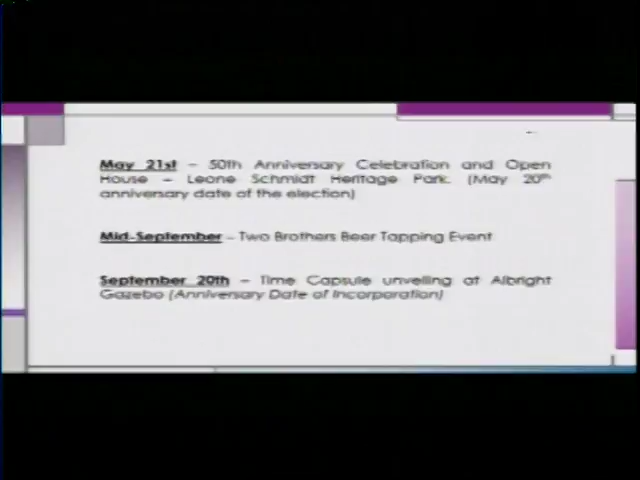 May 21st – 50th Anniversary Celebration and Open
House – Leone Schmidt Heritage Park. (May 20th
anniversary date of the election)
Mid-September – Two Brothers Beer Tapping Event
September 20th – Time Capsule unveiling at Albright
Gazebo (Anniversary Date of Incorporation)